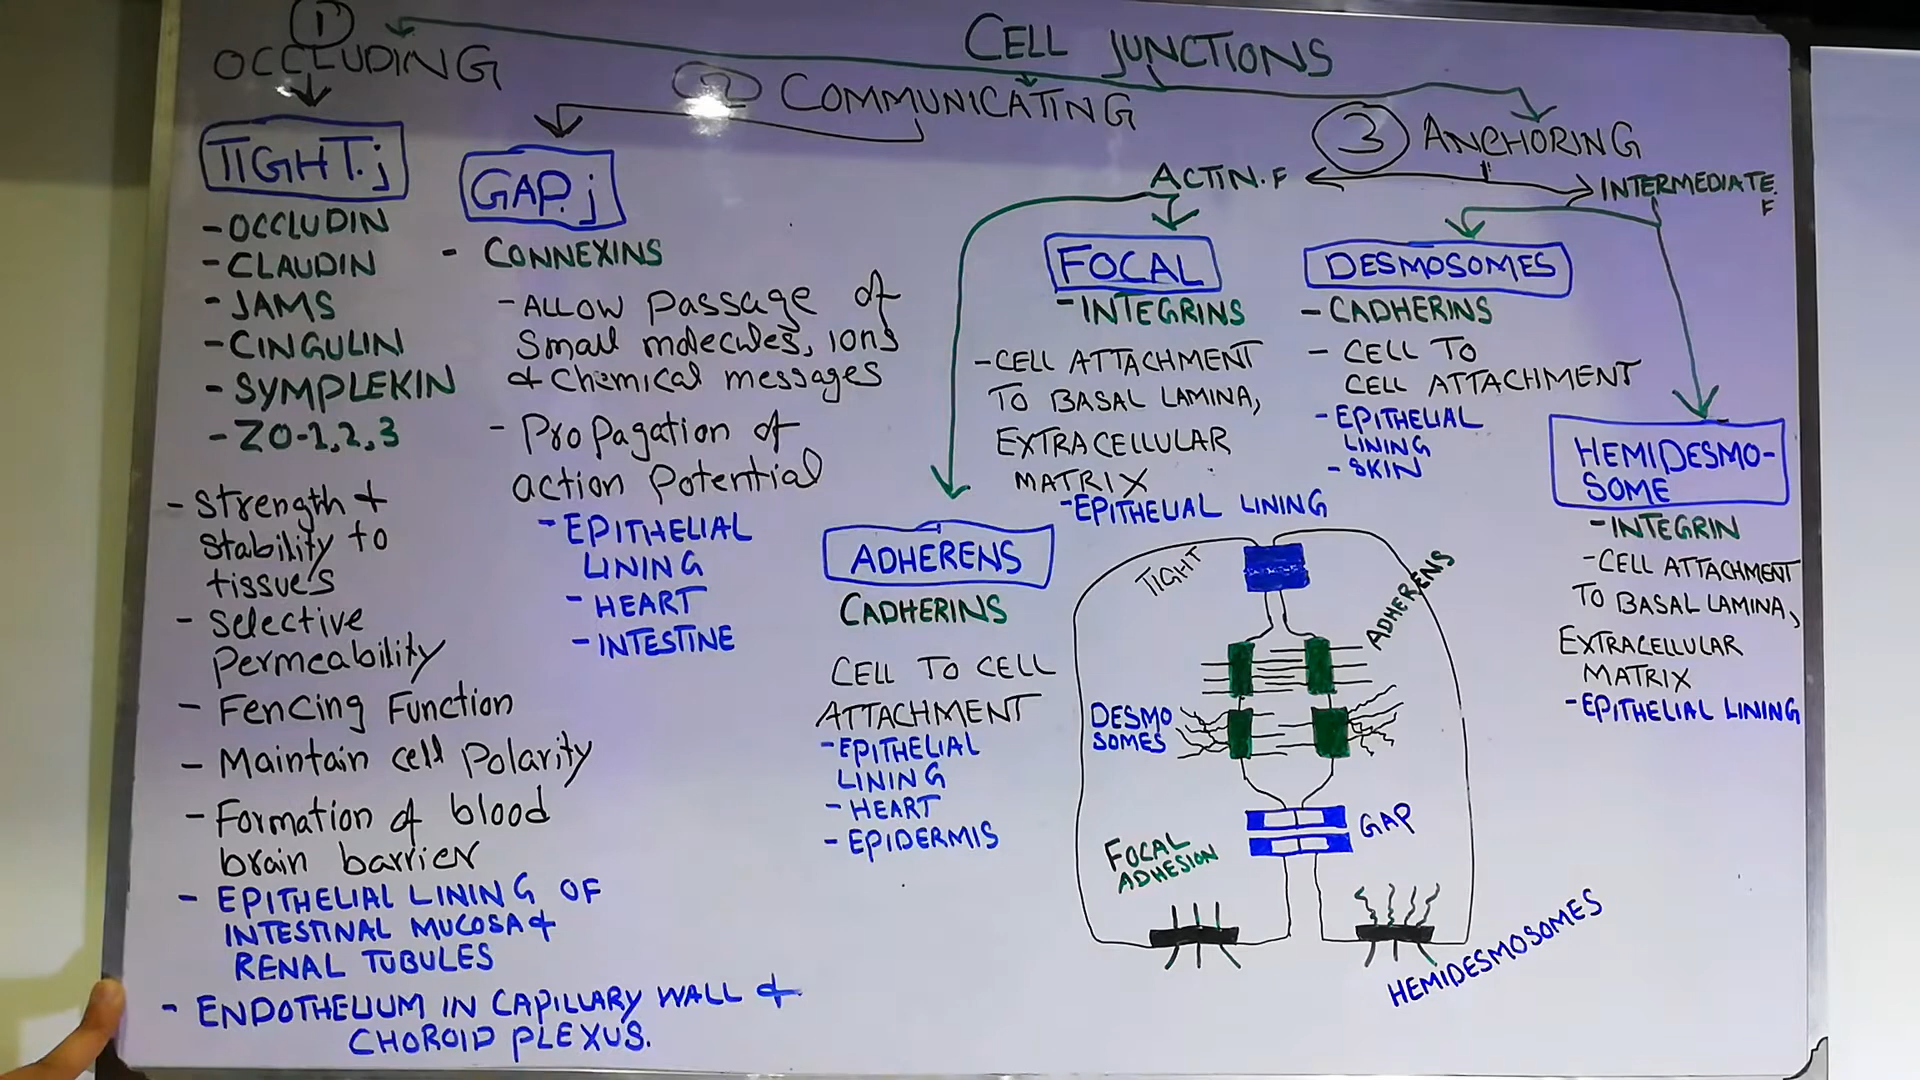 CELL JUNCTIONS
1
OCCLUDING
TIGHT.j
-OCCLUDIN
-CLAUDIN
-JAMS
-CINGULIN
-SYMPLEKIN
-ZO-1,2,3
-Strength &
Stability to
tissues
- Selective
Permeability
- Fencing Function
- Maintain cell Polarity
- Formation of blood
brain barrier
- EPITHELIAL LINING OF
INTESTINAL MUCOSA &
RENAL TUBULES
- ENDOTHELIUM IN CAPILLARY WALL &
CHOROID PLEXUS.
2 COMMUNICATING
GAP.j
- CONNEXINS
-ALLOW Passage of
Small molecules, ions
& Chemical messages
- Propagation of
action Potential
-EPITHELIAL
LINING
-HEART
-INTESTINE
3 ANCHORING
ACTIN.F
INTERMEDIATE.
F
ADHERENS
CADHERINS
CELL TO CELL
ATTACHMENT
-EPITHELIAL
LINING
-HEART
-EPIDERMIS
FOCAL
-INTEGRINS
-CELL ATTACHMENT
TO BASAL LAMINA,
EXTRACELLULAR
MATRIX
-EPITHELIAL LINING
DESMOSOMES
-CADHERINS
- CELL TO
CELL ATTACHMENT
-EPITHELIAL
LINING
-SKIN
HEMIDESMO-
SOME
-INTEGRIN
-CELL ATTACHMENT
TO BASAL LAMINA,
EXTRACELLULAR
MATRIX
-EPITHELIAL LINING
TIGHT
ADHERENS
DESMO
SOMES
GAP
FOCAL
ADHESION
HEMIDESMOSOMES